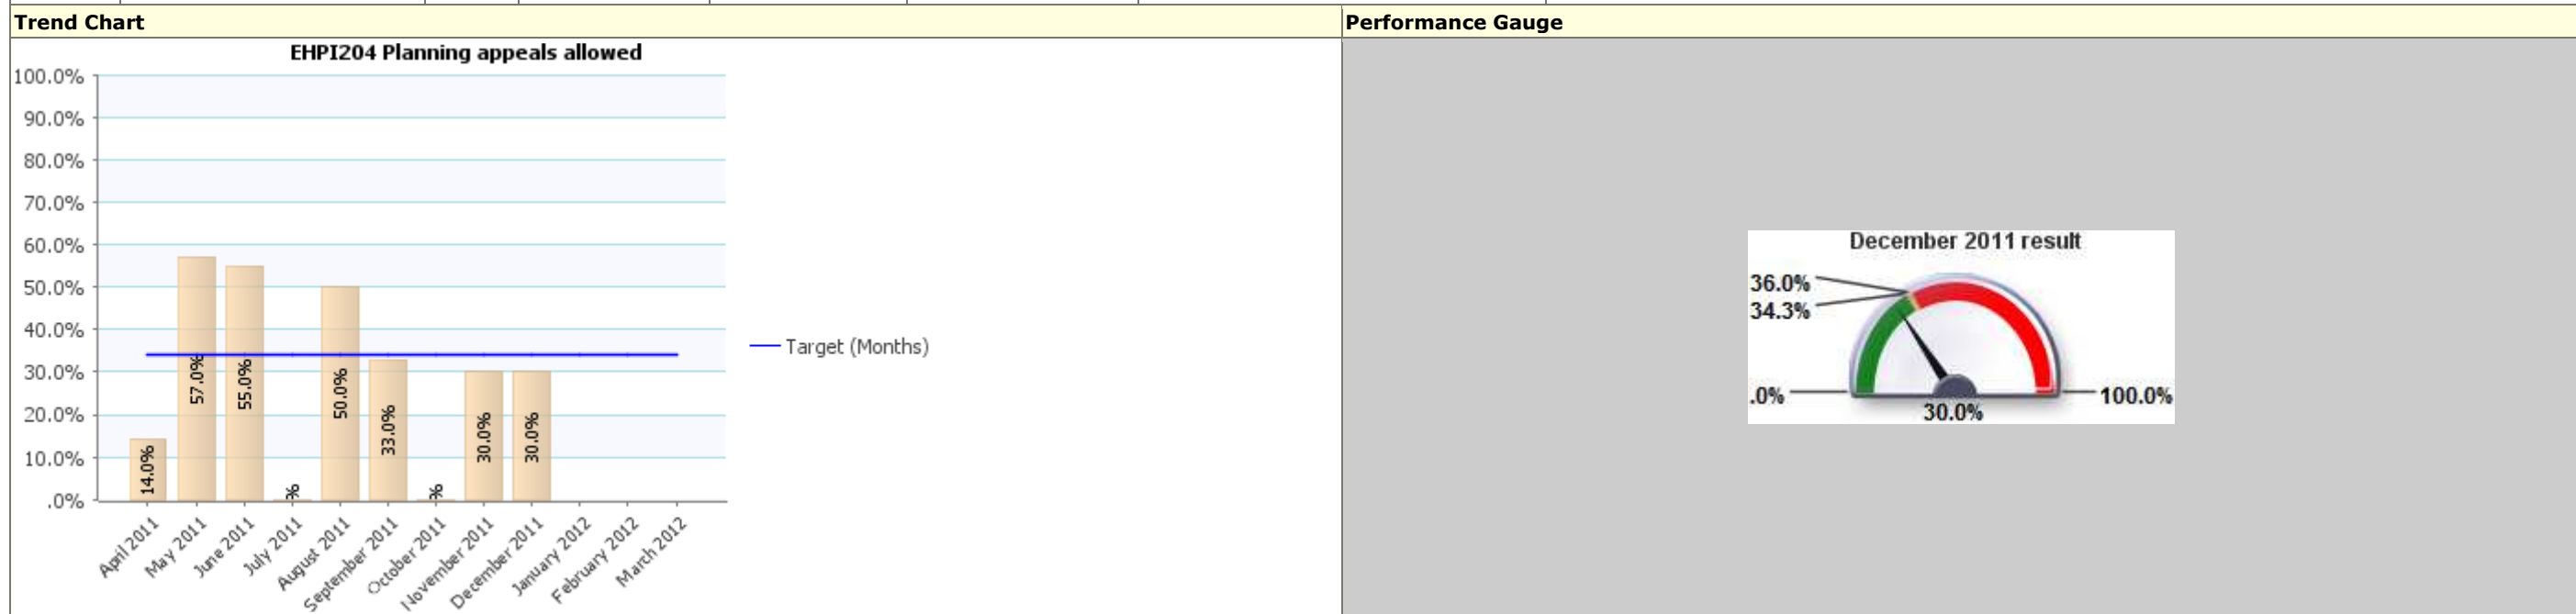 Trend Chart
Performance Gauge
EHPI204 Planning appeals allowed
100.0%
90.0%
80.0%
70.0%
60.0%
50.0%
40.0%
30.0%
20.0%
10.0%
.0%
14.0%
57.0%
55.0%
%
50.0%
33.0%
%
30.0%
30.0%
April 2011
May 2011
June 2011
July 2011
August 2011
September 2011
October 2011
November 2011
December 2011
January 2012
February 2012
March 2012
Target (Months)
December 2011 result
36.0%
34.3%
.0%
100.0%
30.0%